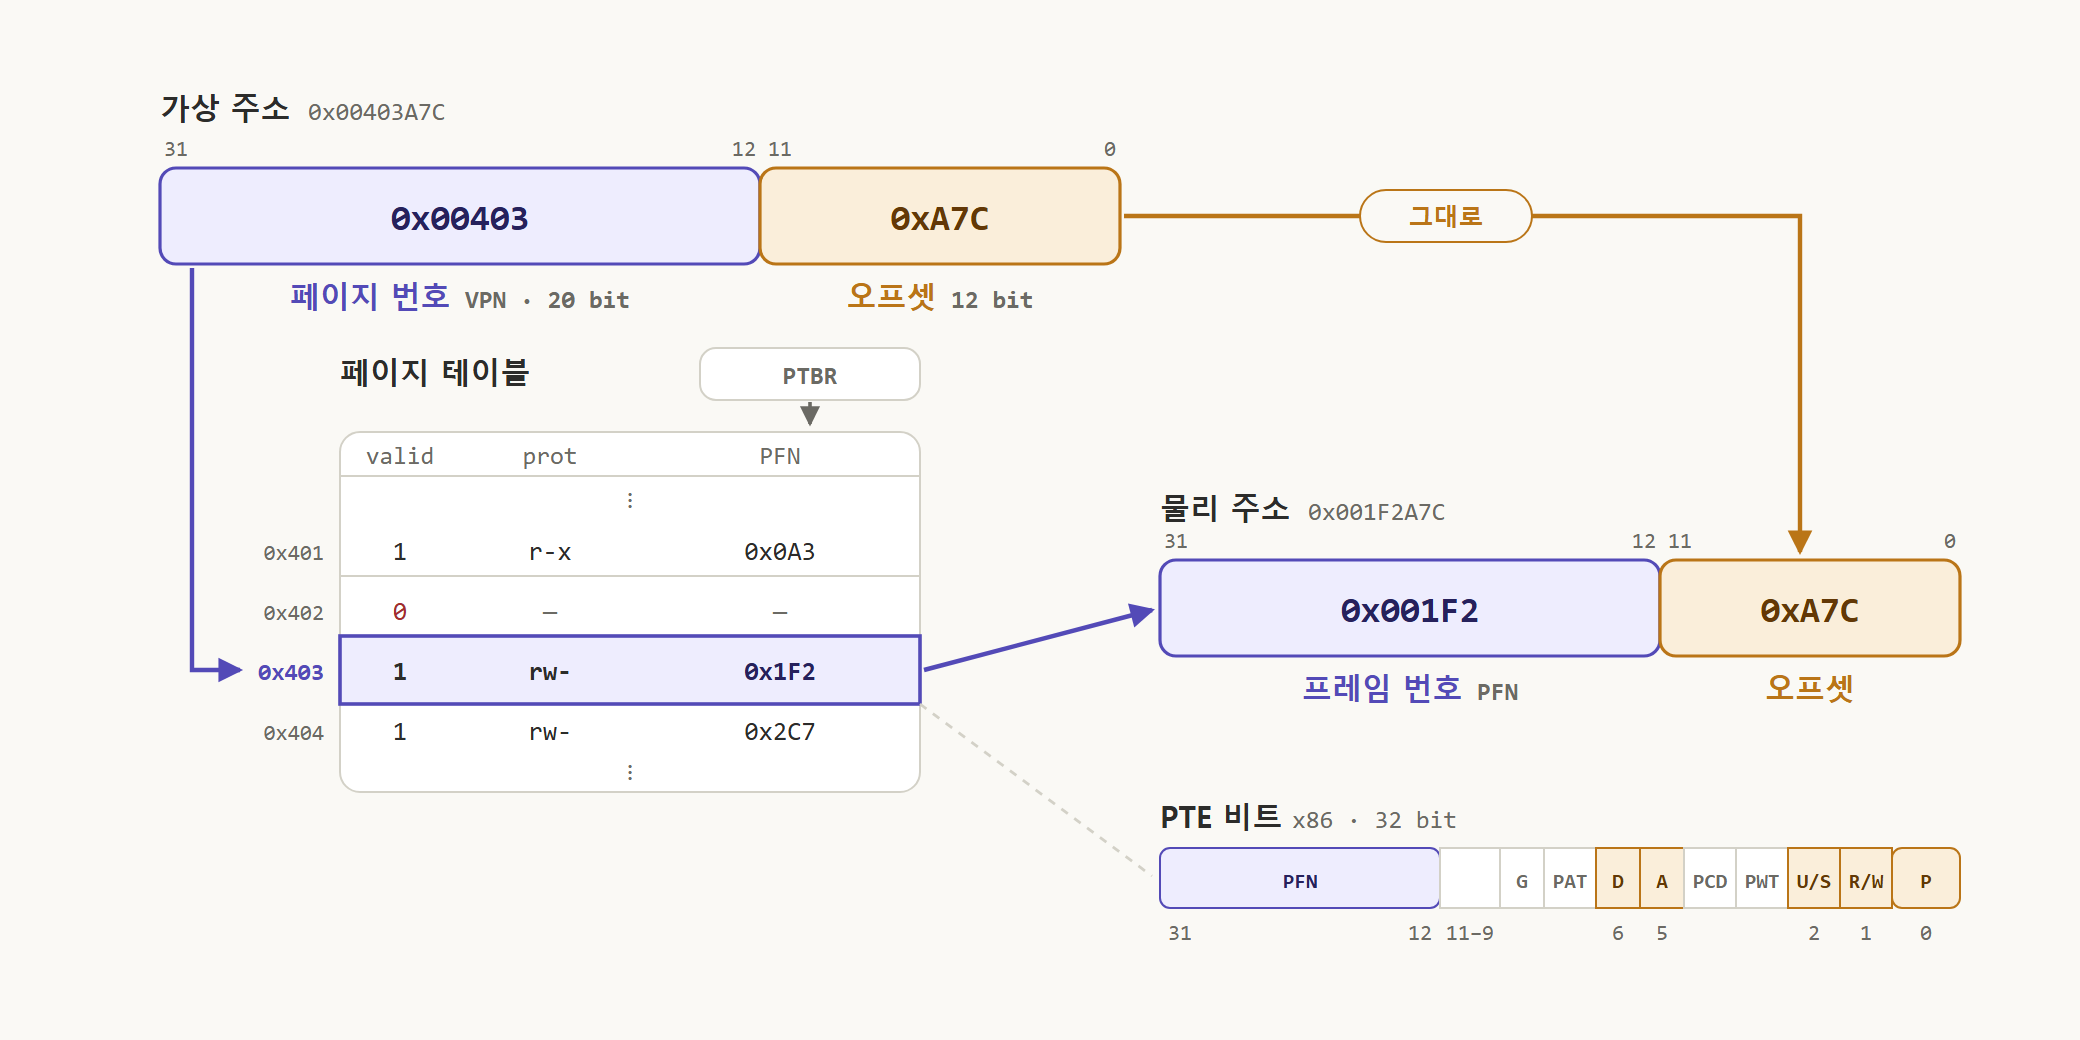 가상 주소 0x00403A7C
31 12 11 0
0x00403 0xA7C
그대로
페이지 번호 VPN · 20 bit
오프셋 12 bit
페이지 테이블
PTBR
valid prot PFN
⋮
0x401 1 r-x 0x0A3
0x402 0 — —
0x403 1 rw- 0x1F2
0x404 1 rw- 0x2C7
⋮
물리 주소 0x001F2A7C
31 12 11 0
0x001F2 0xA7C
프레임 번호 PFN
오프셋
PTE 비트 x86 · 32 bit
PFN G PAT D A PCD PWT U/S R/W P
31 12 11–9 6 5 2 1 0